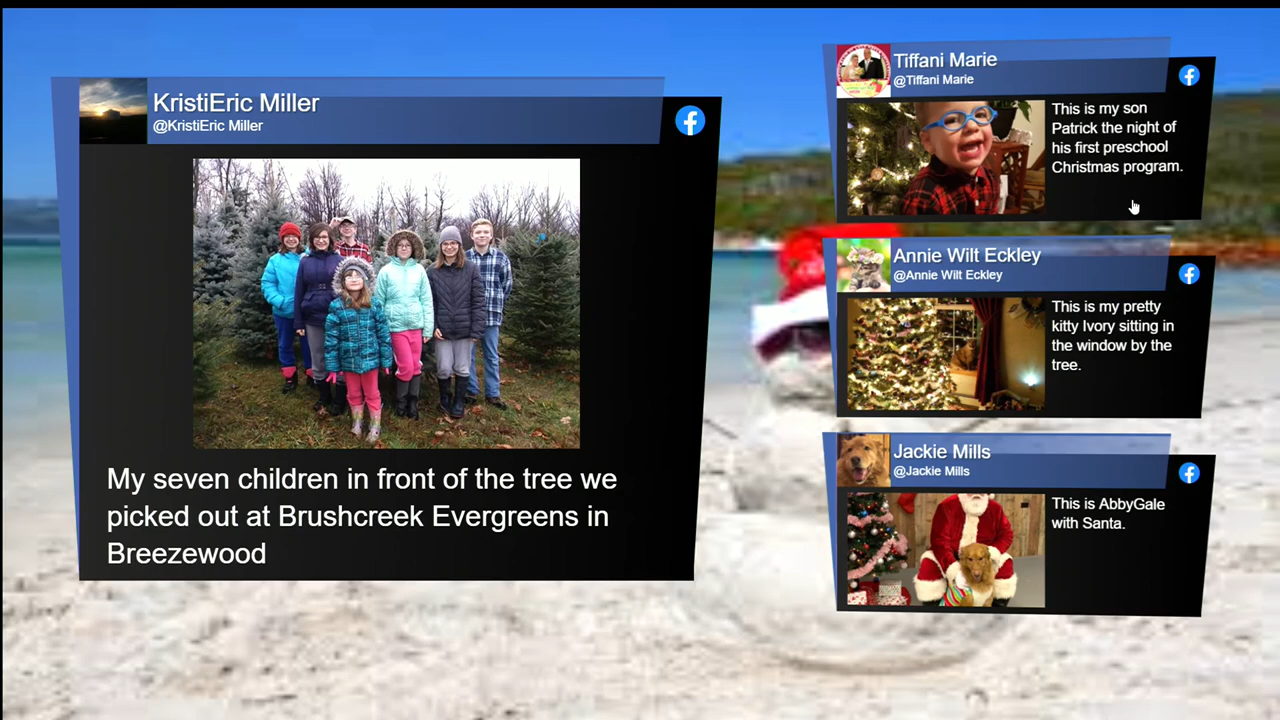 KristiEric Miller
@KristiEric Miller
My seven children in front of the tree we
picked out at Brushcreek Evergreens in
Breezewood
Tiffani Marie
@Tiffani Marie
This is my son
Patrick the night of
his first preschool
Christmas program.
Annie Wilt Eckley
@Annie Wilt Eckley
This is my pretty
kitty Ivory sitting in
the window by the
tree.
Jackie Mills
@Jackie Mills
This is AbbyGale
with Santa.